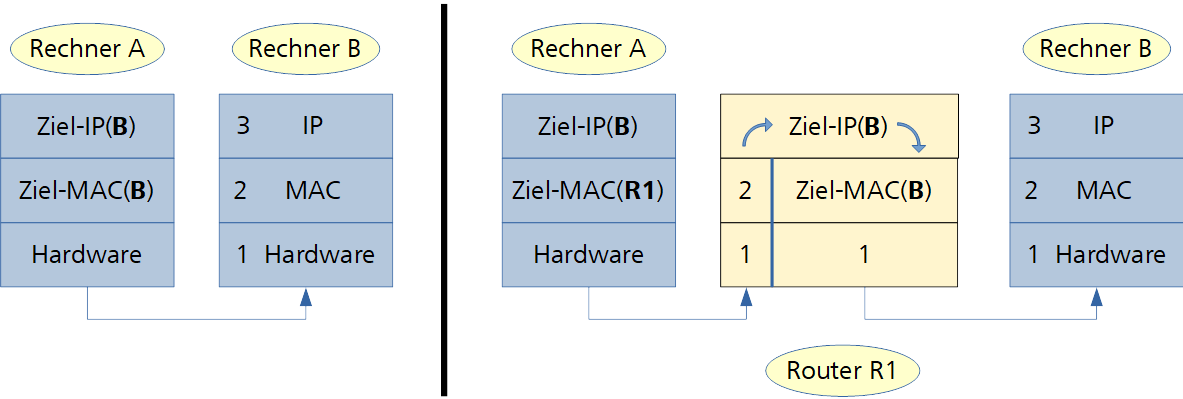 Rechner A
Rechner B
Ziel-IP(B)
3 IP
Ziel-MAC(B)
2 MAC
Hardware
1 Hardware
Rechner A
Rechner B
Ziel-IP(B)
Ziel-IP(B)
3 IP
Ziel-MAC(R1)
2 Ziel-MAC(B)
2 MAC
Hardware
1 1
1 Hardware
Router R1